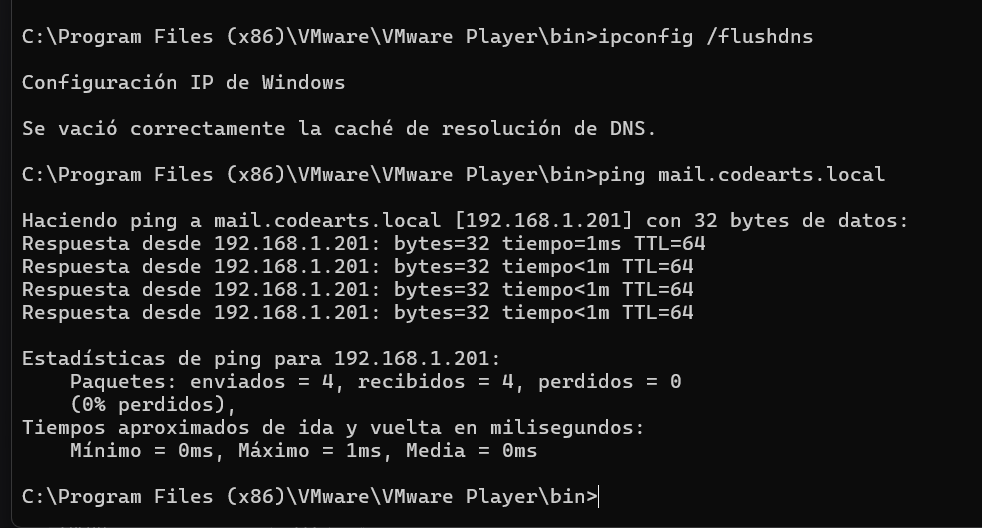 C:\Program Files (x86)\VMware\VMware Player\bin>ipconfig /flushdns
Configuración IP de Windows
Se vació correctamente la caché de resolución de DNS.
C:\Program Files (x86)\VMware\VMware Player\bin>ping mail.codearts.local
Haciendo ping a mail.codearts.local [192.168.1.201] con 32 bytes de datos:
Respuesta desde 192.168.1.201: bytes=32 tiempo=1ms TTL=64
Respuesta desde 192.168.1.201: bytes=32 tiempo<1m TTL=64
Respuesta desde 192.168.1.201: bytes=32 tiempo<1m TTL=64
Respuesta desde 192.168.1.201: bytes=32 tiempo<1m TTL=64
Estadísticas de ping para 192.168.1.201:
    Paquetes: enviados = 4, recibidos = 4, perdidos = 0
    (0% perdidos),
Tiempos aproximados de ida y vuelta en milisegundos:
    Mínimo = 0ms, Máximo = 1ms, Media = 0ms
C:\Program Files (x86)\VMware\VMware Player\bin>